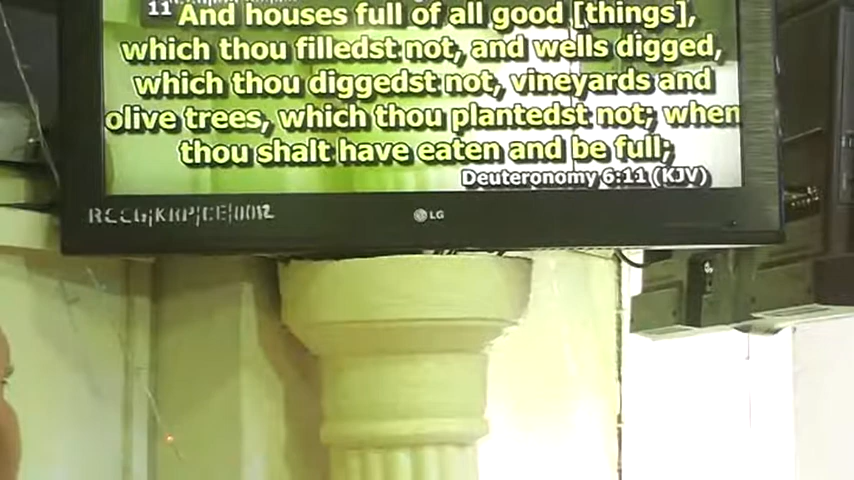 11 And houses full of all good [things],
which thou filledst not, and wells digged,
which thou diggedst not, vineyards and
olive trees, which thou plantedst not; when
thou shalt have eaten and be full;
Deuteronomy 6:11 (KJV)
LG